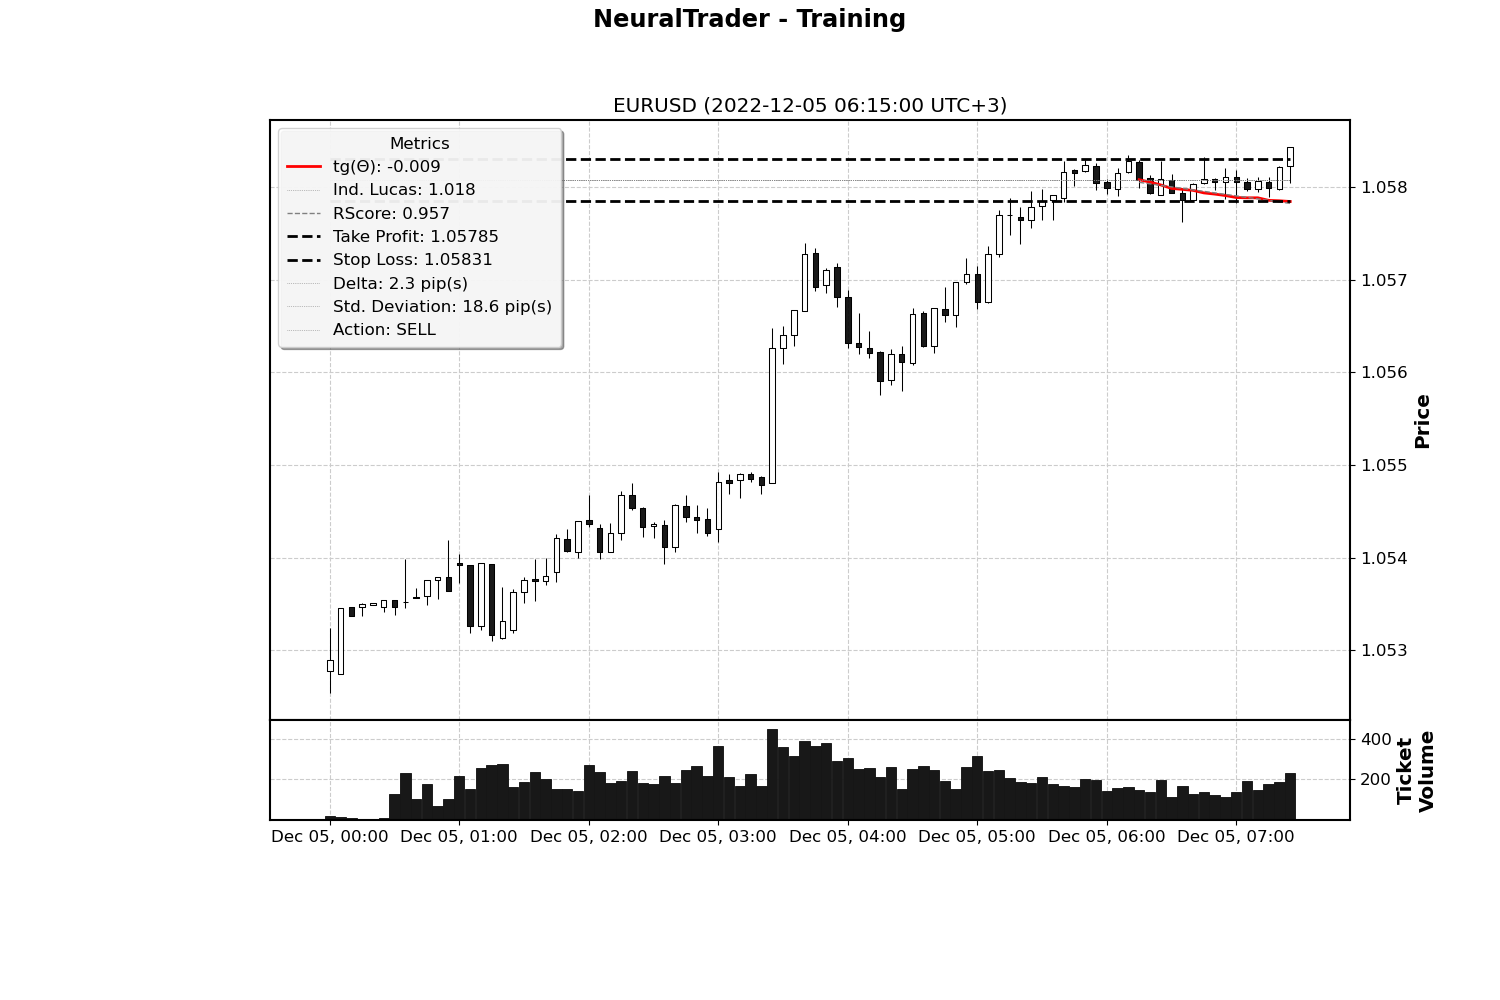 NeuralTrader - Training
EURUSD (2022-12-05 06:15:00 UTC+3)
Metrics
tg(Θ): -0.009
Ind. Lucas: 1.018
RScore: 0.957
Take Profit: 1.05785
Stop Loss: 1.05831
Delta: 2.3 pip(s)
Std. Deviation: 18.6 pip(s)
Action: SELL
1.058
1.057
1.056
1.055
1.054
1.053
Price
400
200
Ticket
Volume
Dec 05, 00:00
Dec 05, 01:00
Dec 05, 02:00
Dec 05, 03:00
Dec 05, 04:00
Dec 05, 05:00
Dec 05, 06:00
Dec 05, 07:00